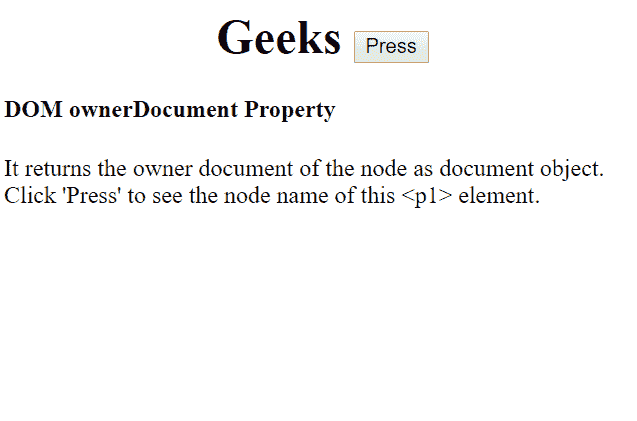 Geeks Press
DOM ownerDocument Property
It returns the owner document of the node as document object.
Click 'Press' to see the node name of this <p1> element.